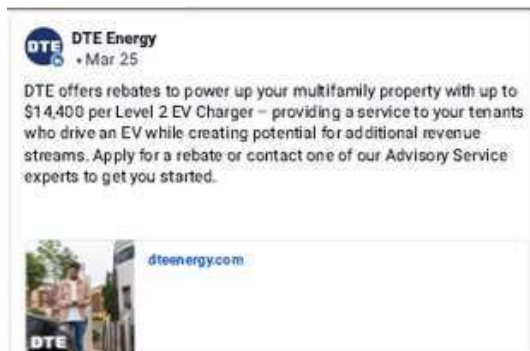 DTE
DTE Energy
• Mar 25
DTE offers rebates to power up your multifamily property with up to
$14,400 per Level 2 EV Charger – providing a service to your tenants
who drive an EV while creating potential for additional revenue
streams. Apply for a rebate or contact one of our Advisory Service
experts to get you started.
dteenergy.com
DTE